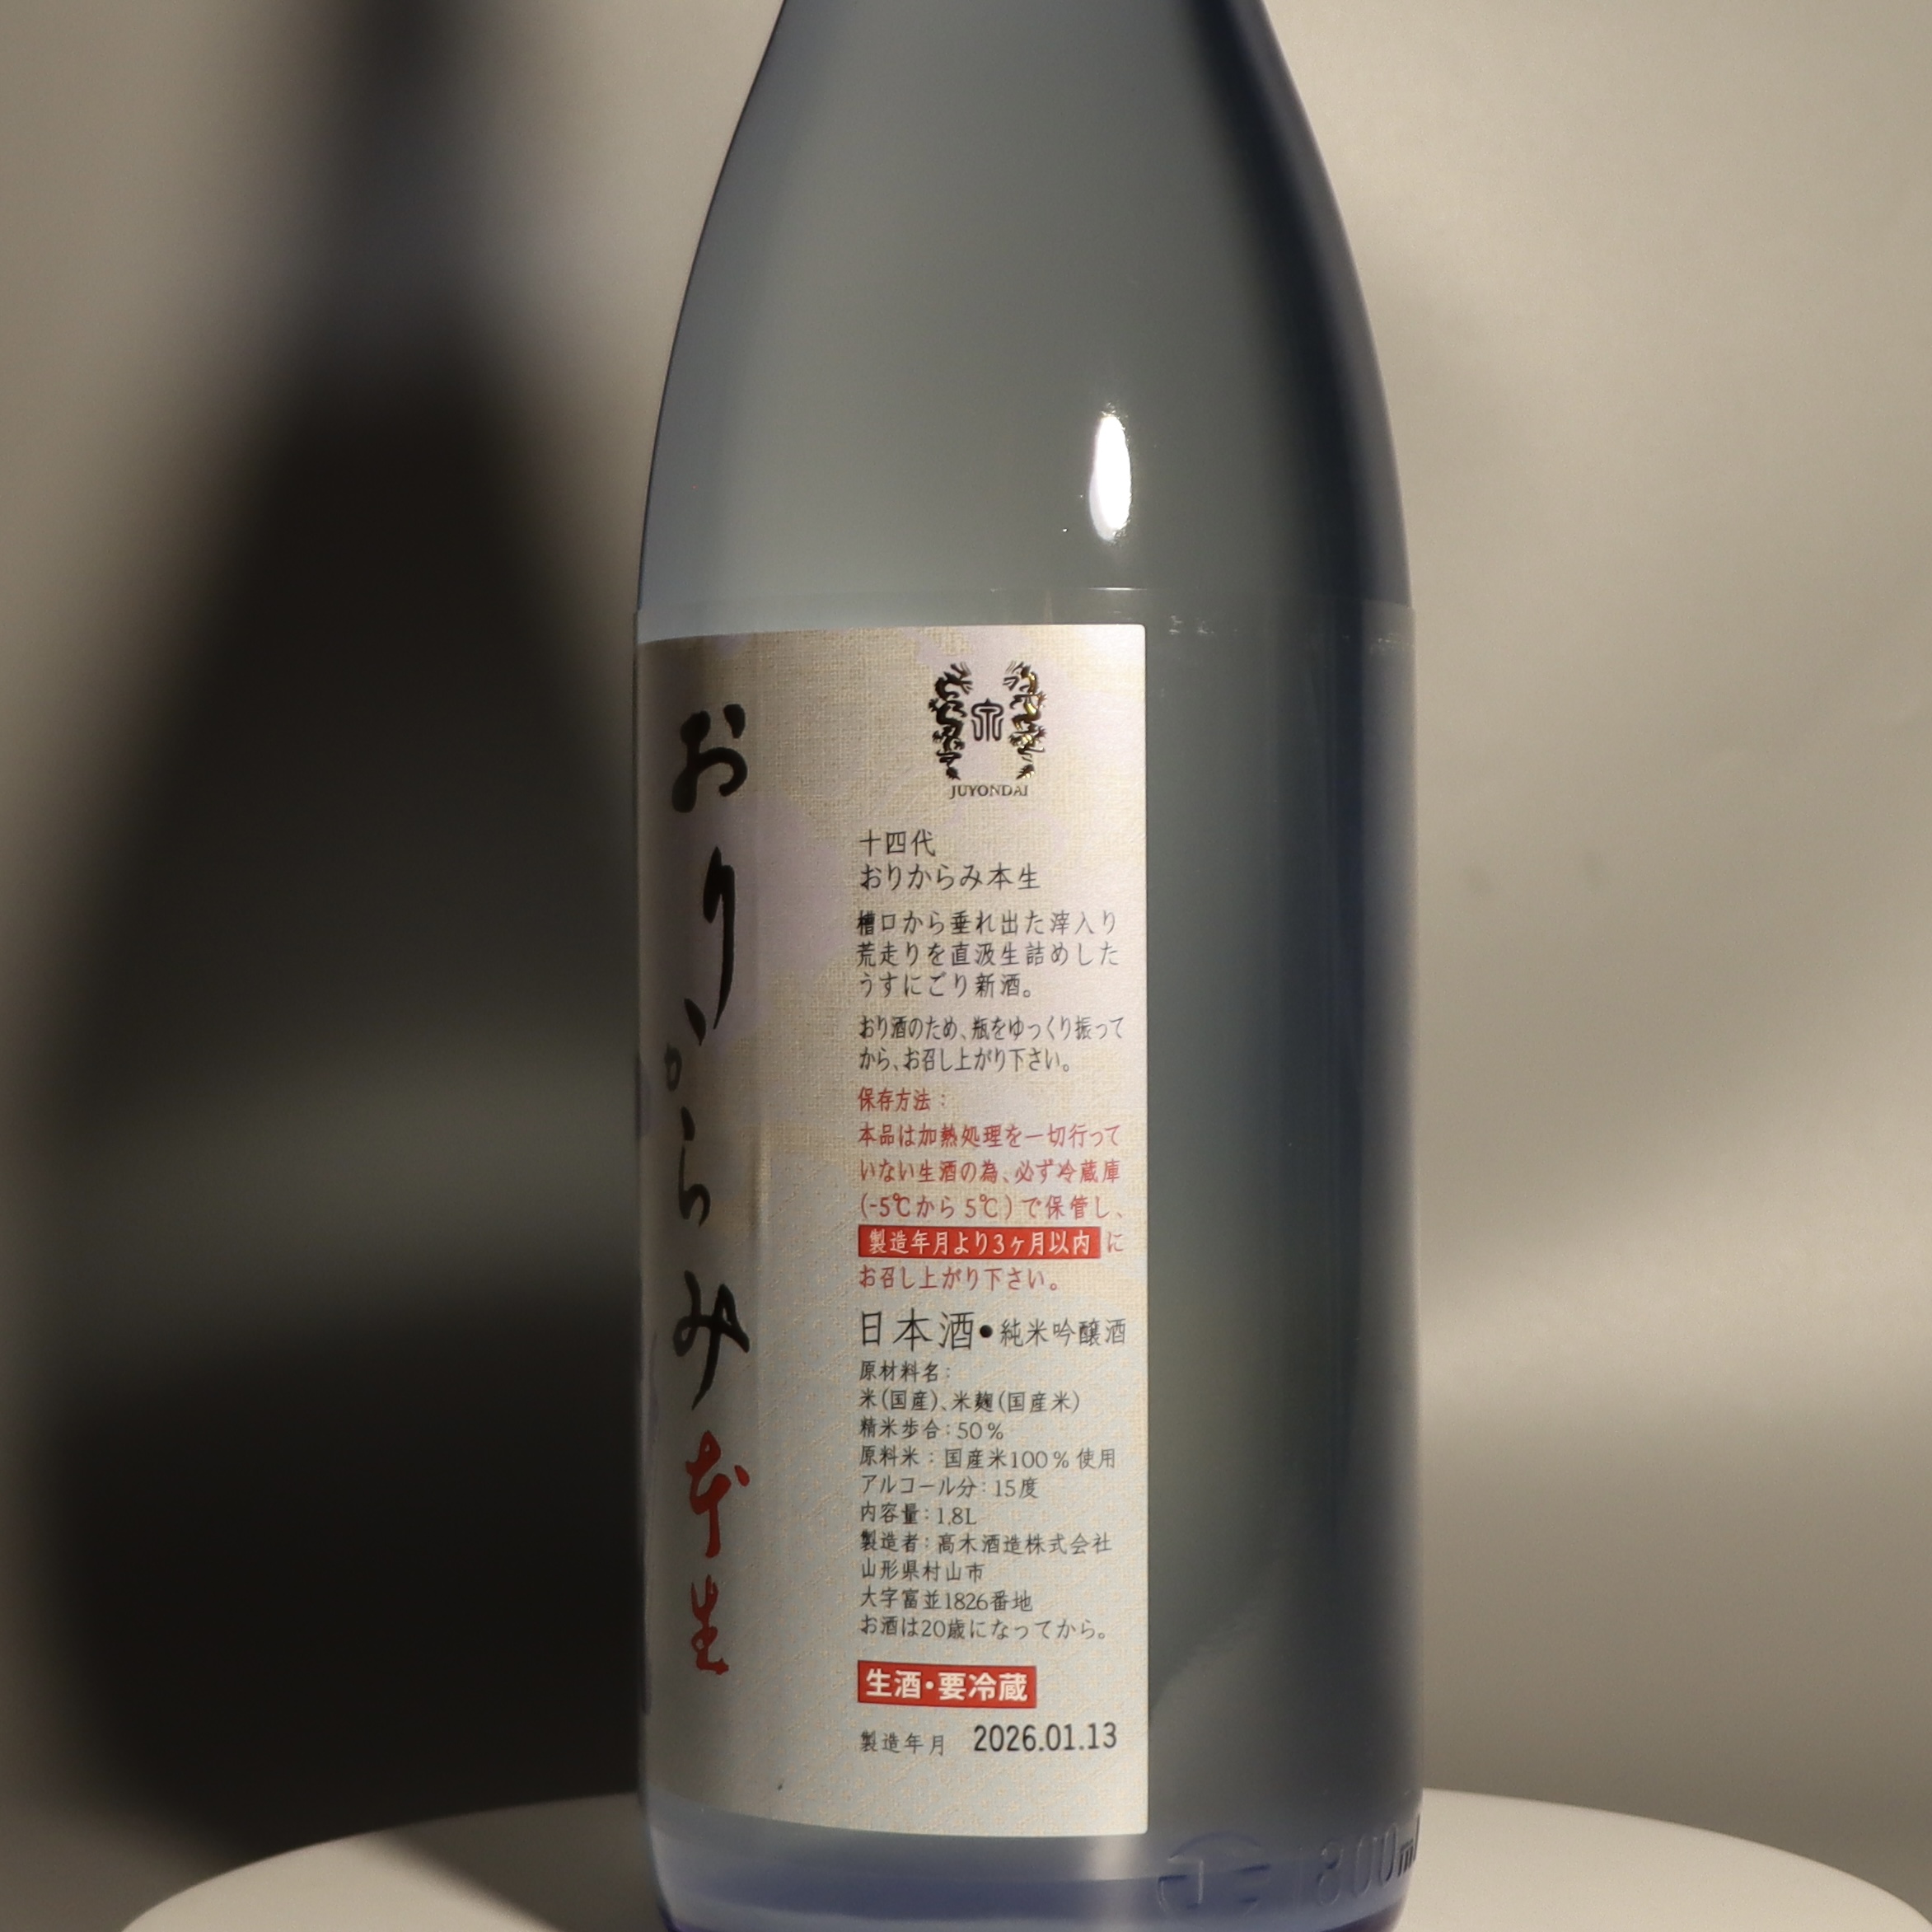 おりからみ本生
JUYONDAI
十四代
おりからみ本生
槽口から垂れ出た滓入り
荒走りを直汲生詰めした
うすにごり新酒。
おり酒のため、瓶をゆっくり振って
から、お召し上がり下さい。
保存方法：
本品は加熱処理を一切行って
いない生酒の為、必ず冷蔵庫
(-5℃から5℃)で保管し、
製造年月より3ヶ月以内に
お召し上がり下さい。
日本酒●純米吟醸酒
原材料名：
米(国産)、米麹(国産米)
精米歩合：50％
原料米：国産米100％使用
アルコール分：15度
内容量：1.8L
製造者：高木酒造株式会社
山形県村山市
大字富並1826番地
お酒は20歳になってから。
生酒・要冷蔵
製造年月 2026.01.13
1800ml